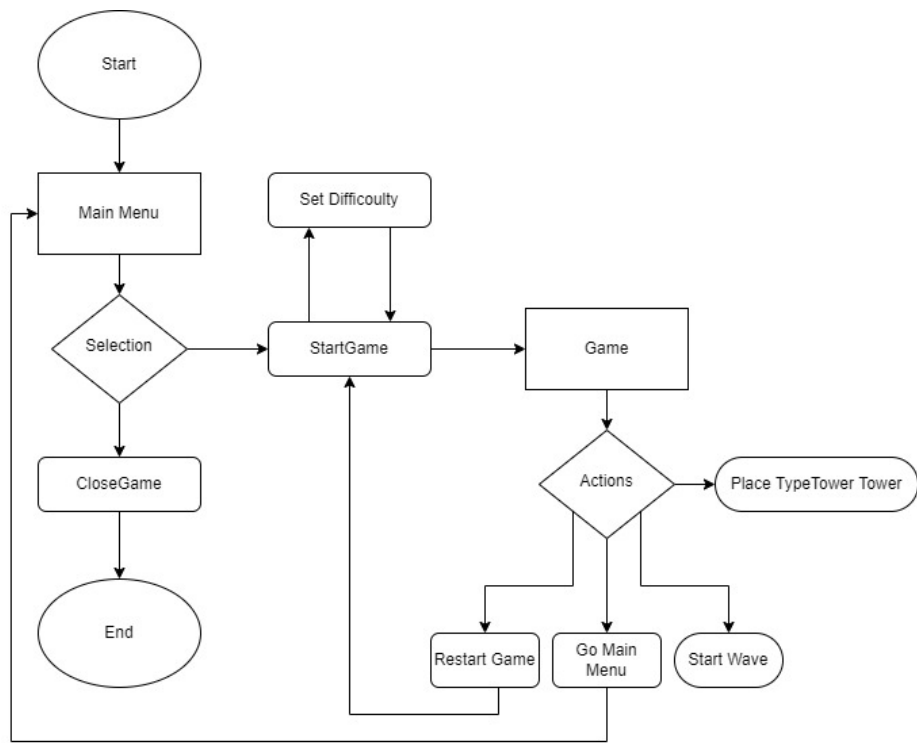 Start
Main Menu
Set Difficoulty
Selection
StartGame
Game
CloseGame
Actions
Place TypeTower Tower
End
Restart Game
Go Main
Menu
Start Wave